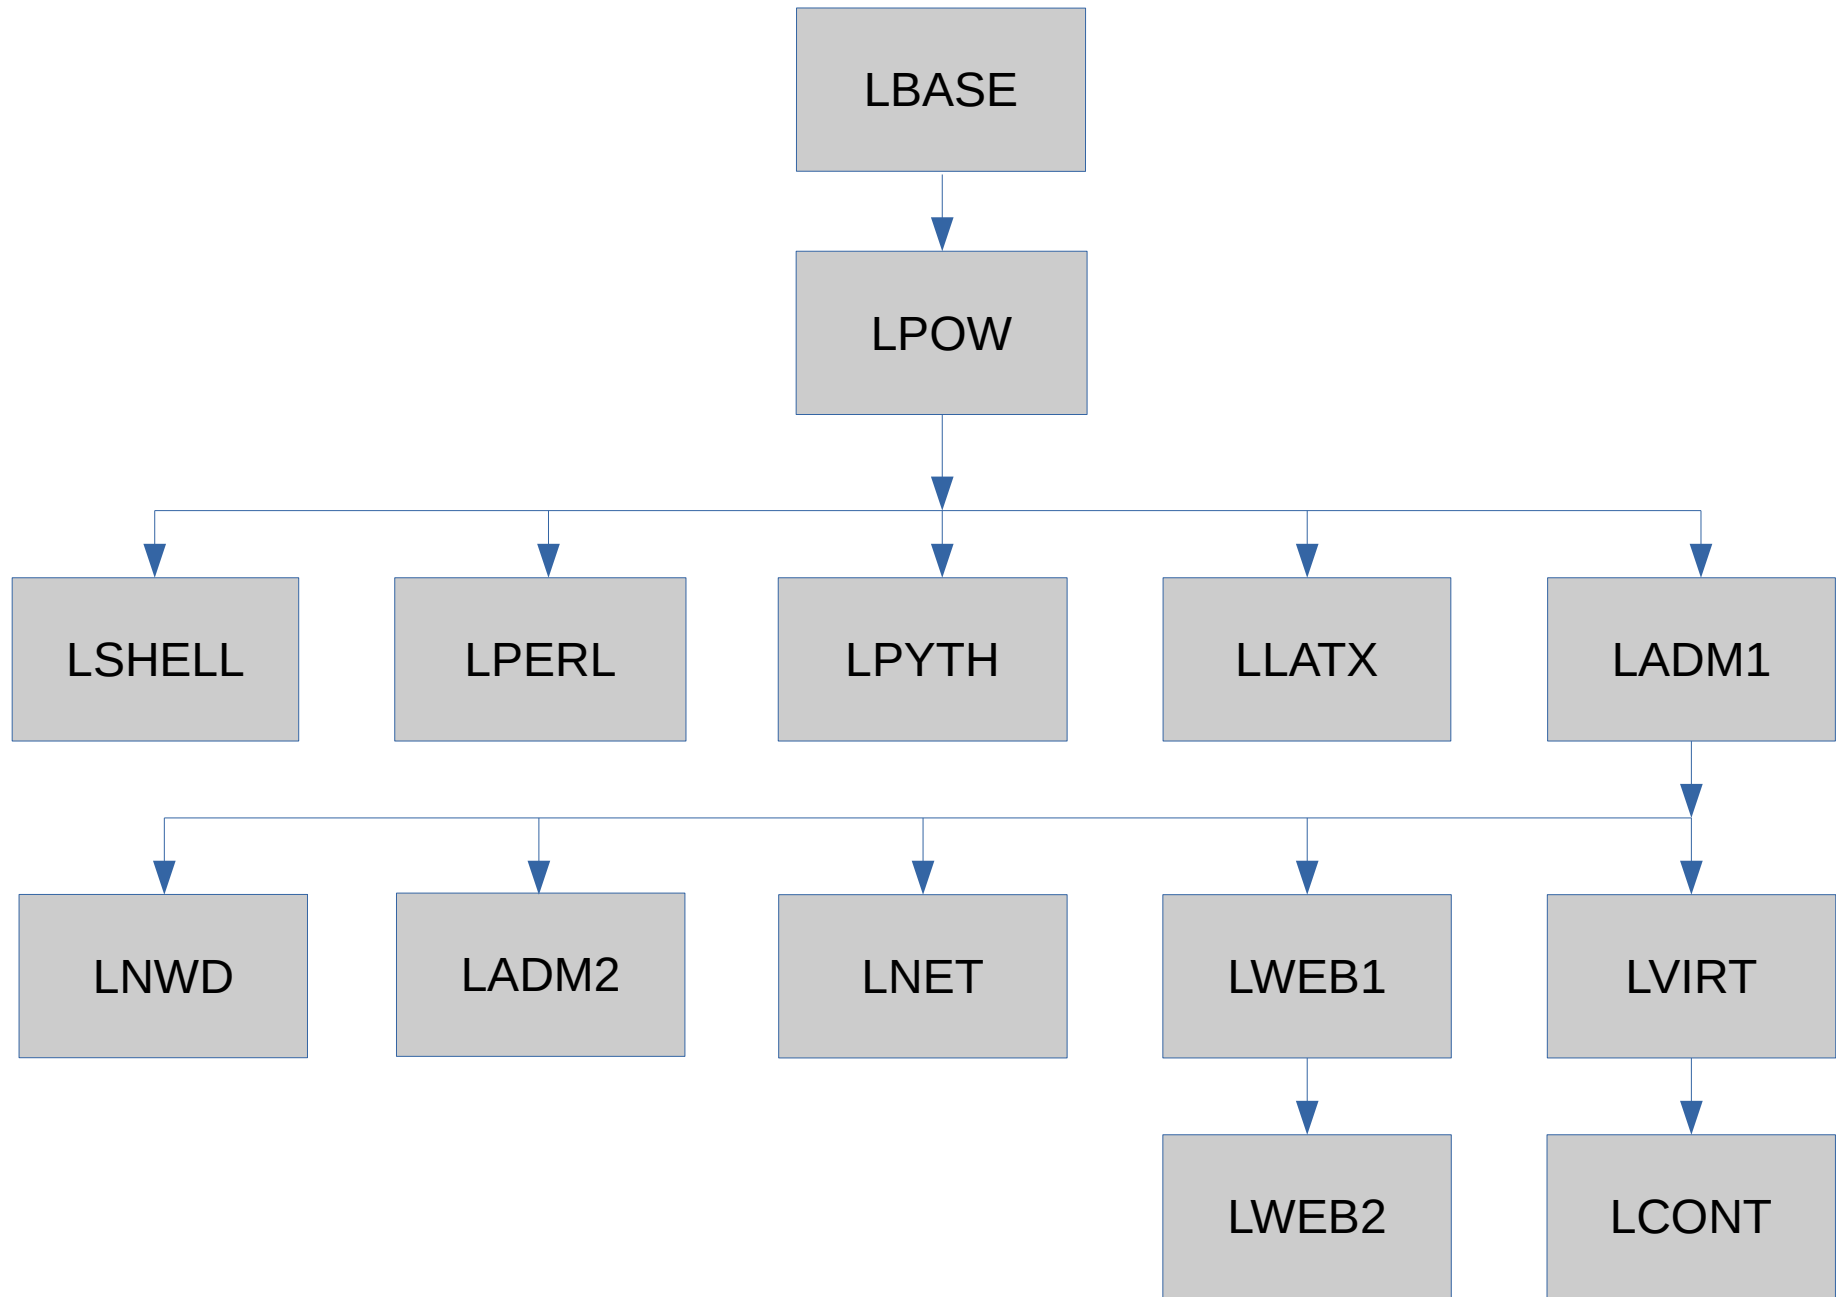 LBASE
LPOW
LSHELL
LPERL
LPYTH
LLATX
LADM1
LNWD
LADM2
LNET
LWEB1
LVIRT
LWEB2
LCONT